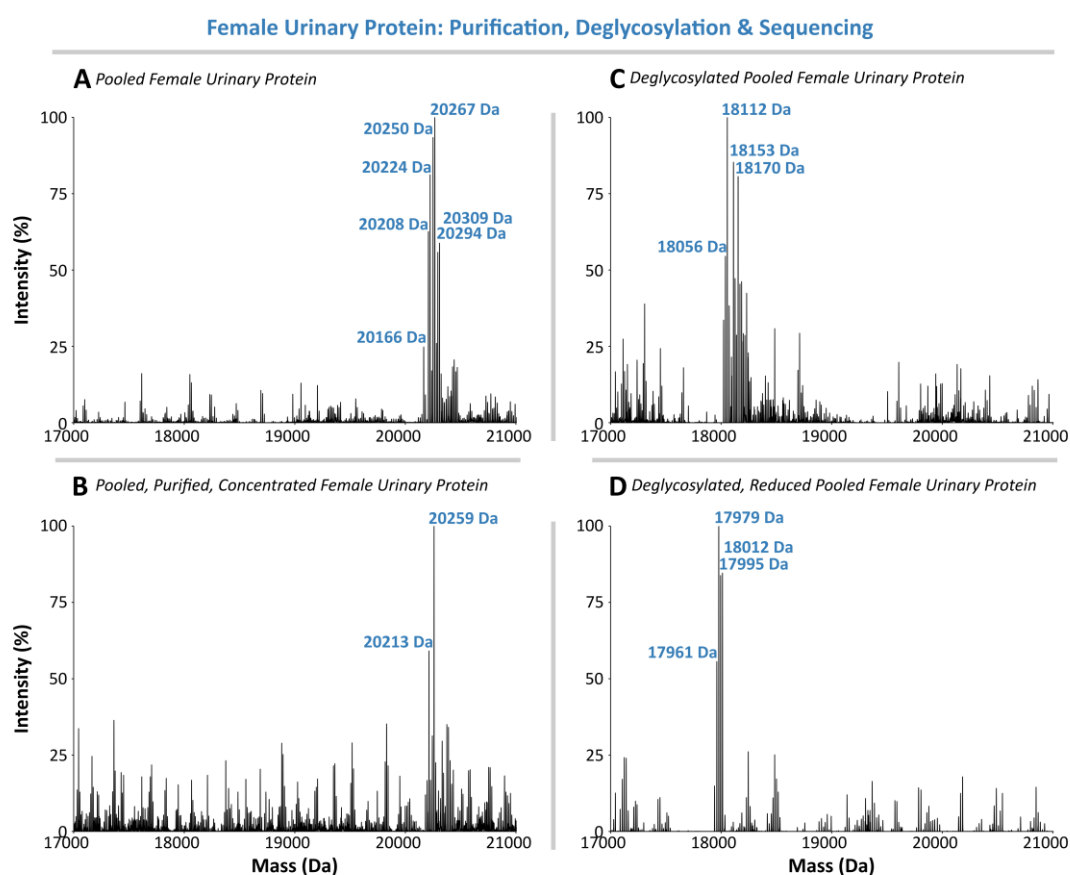 Female Urinary Protein: Purification, Deglycosylation & Sequencing
A Pooled Female Urinary Protein
Intensity (%)
100
75
50
25
0
20267 Da
20250 Da
20224 Da
20208 Da
20309 Da
20294 Da
20166 Da
17000 18000 19000 20000 21000
B Pooled, Purified, Concentrated Female Urinary Protein
Intensity (%)
100
75
50
25
0
20259 Da
20213 Da
17000 18000 19000 20000 21000
Mass (Da)
C Deglycosylated Pooled Female Urinary Protein
100
75
50
25
0
18112 Da
18153 Da
18170 Da
18056 Da
17000 18000 19000 20000 21000
D Deglycosylated, Reduced Pooled Female Urinary Protein
100
75
50
25
0
17979 Da
18012 Da
17995 Da
17961 Da
17000 18000 19000 20000 21000
Mass (Da)